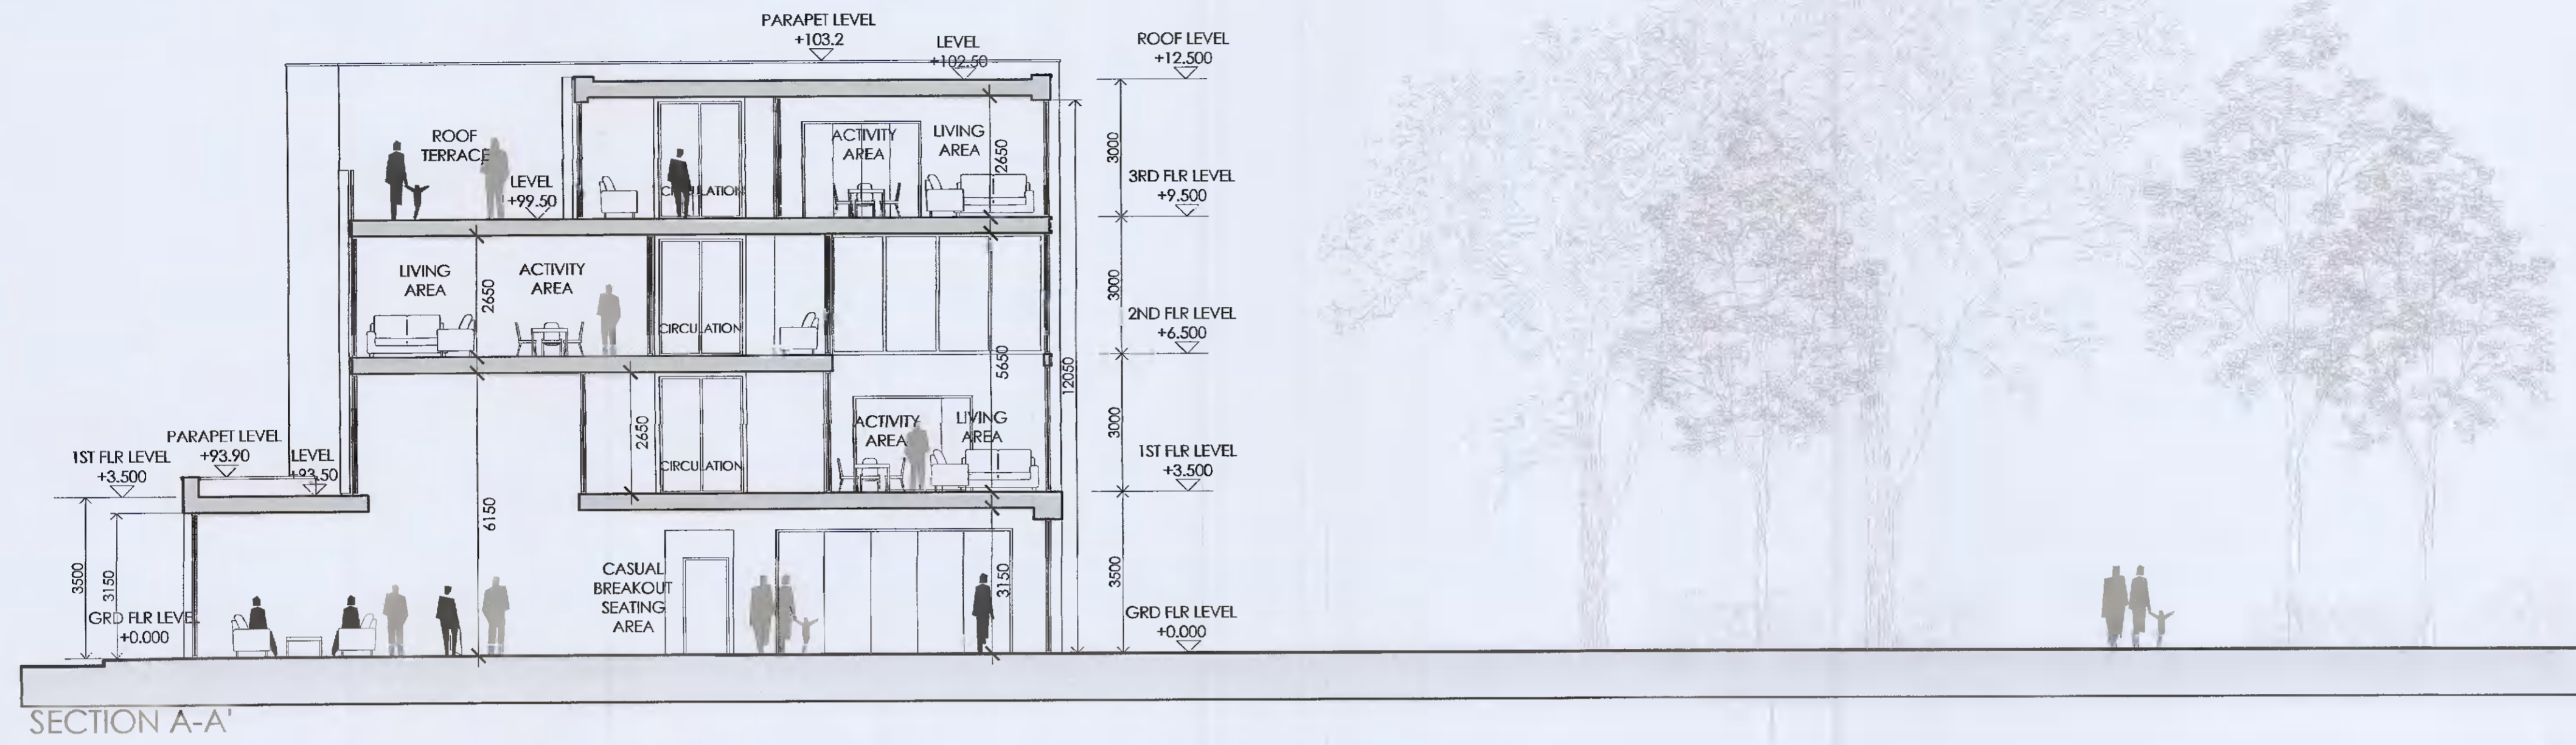 PARAPET LEVEL
+103.2
LEVEL
+102.50
ROOF LEVEL
+12.500
ROOF
TERRACE
LEVEL
+99.50
CIRCULATION
ACTIVITY
AREA
LIVING
AREA
2650
3000
3RD FLR LEVEL
+9.500
LIVING
AREA
2650
ACTIVITY
AREA
CIRCULATION
3000
2ND FLR LEVEL
+6.500
5650
12050
PARAPET LEVEL
+93.90
1ST FLR LEVEL
+3.500
LEVEL
+93.50
2650
CIRCULATION
ACTIVITY
AREA
LIVING
AREA
3000
1ST FLR LEVEL
+3.500
6150
3500
3150
GRD FLR LEVEL
+0.000
CASUAL
BREAKOUT
SEATING
AREA
3150
3500
GRD FLR LEVEL
+0.000
SECTION A-A'